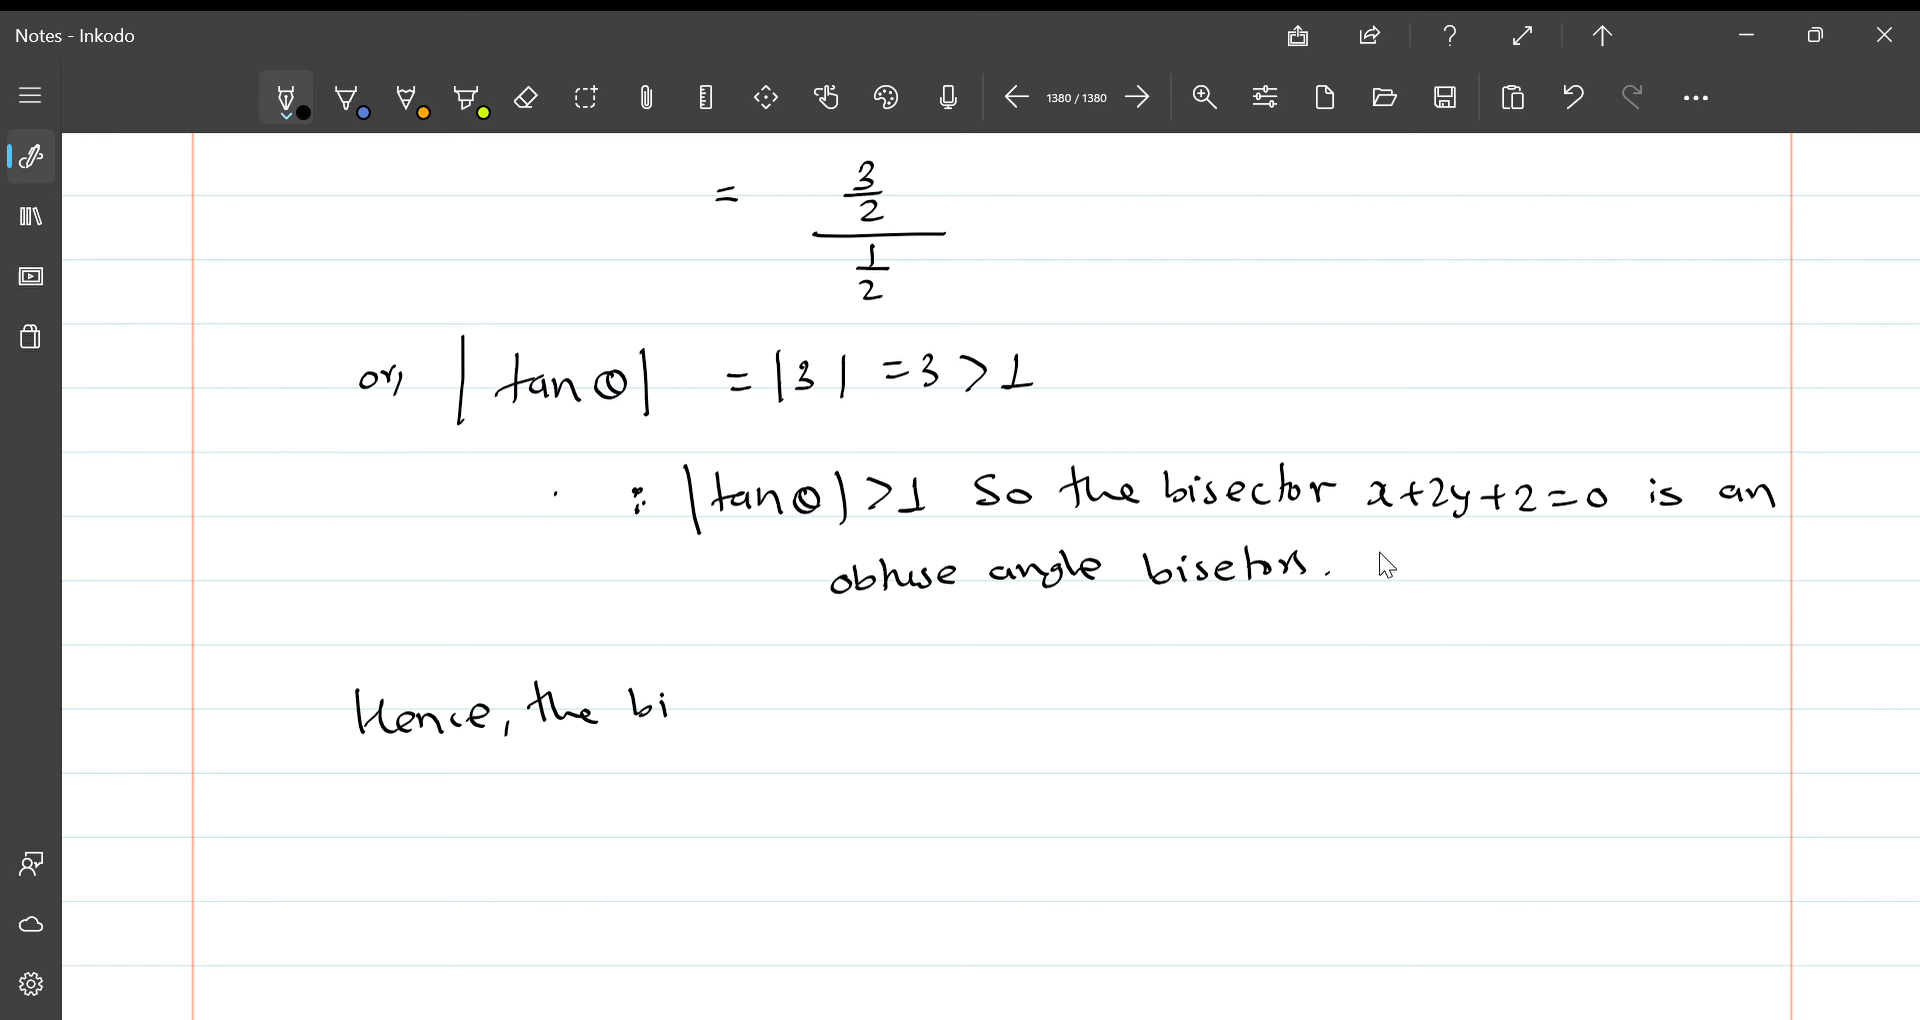 Notes - Inkodo
1380 / 1380
= 3/2 / 1/2
or, |tan θ| = |3| = 3 > 1
∵ |tan θ| > 1 So the bisector x+2y+2=0 is an
obtuse angle bisetors.
Hence, the bi